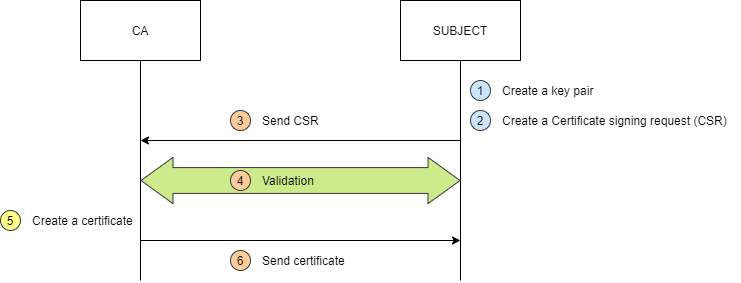 CA
SUBJECT
1 Create a key pair
2 Create a Certificate signing request (CSR)
3 Send CSR
4 Validation
5 Create a certificate
6 Send certificate